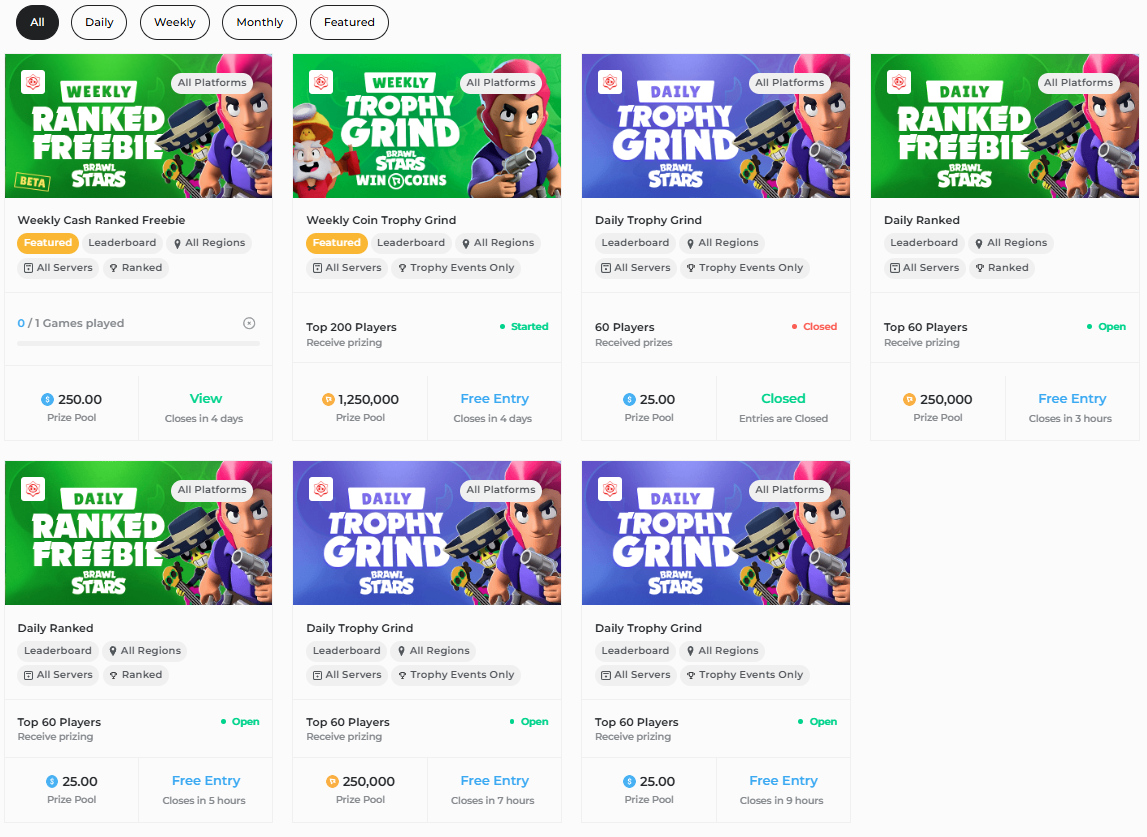 All
Daily
Weekly
Monthly
Featured
All Platforms
WEEKLY
RANKED
FREEBIE
BRAWL
STARS
BETA
Weekly Cash Ranked Freebie
Featured
Leaderboard
All Regions
All Servers
Ranked
0 / 1 Games played
250.00
Prize Pool
View
Closes in 4 days
All Platforms
WEEKLY
TROPHY
GRIND
BRAWL
STARS
WIN COINS
Weekly Coin Trophy Grind
Featured
Leaderboard
All Regions
All Servers
Trophy Events Only
Top 200 Players
Started
Receive prizing
1,250,000
Prize Pool
Free Entry
Closes in 4 days
All Platforms
DAILY
TROPHY
GRIND
BRAWL
STARS
Daily Trophy Grind
Leaderboard
All Regions
All Servers
Trophy Events Only
60 Players
Closed
Received prizes
25.00
Prize Pool
Closed
Entries are Closed
All Platforms
DAILY
RANKED
FREEBIE
BRAWL
STARS
Daily Ranked
Leaderboard
All Regions
All Servers
Ranked
Top 60 Players
Open
Receive prizing
250,000
Prize Pool
Free Entry
Closes in 3 hours
All Platforms
DAILY
RANKED
FREEBIE
BRAWL
STARS
Daily Ranked
Leaderboard
All Regions
All Servers
Ranked
Top 60 Players
Open
Receive prizing
25.00
Prize Pool
Free Entry
Closes in 5 hours
All Platforms
DAILY
TROPHY
GRIND
BRAWL
STARS
Daily Trophy Grind
Leaderboard
All Regions
All Servers
Trophy Events Only
Top 60 Players
Open
Receive prizing
250,000
Prize Pool
Free Entry
Closes in 7 hours
All Platforms
DAILY
TROPHY
GRIND
BRAWL
STARS
Daily Trophy Grind
Leaderboard
All Regions
All Servers
Trophy Events Only
Top 60 Players
Open
Receive prizing
25.00
Prize Pool
Free Entry
Closes in 9 hours